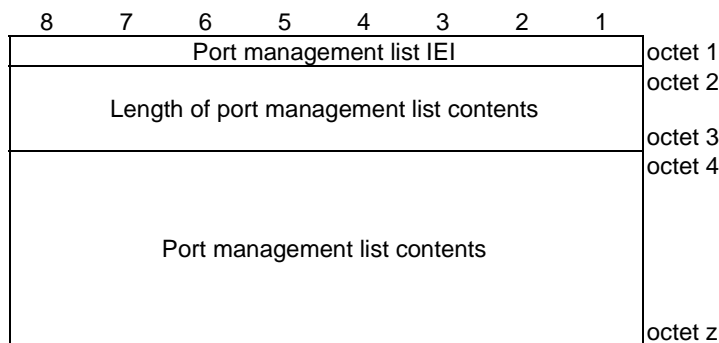 8 7 6 5 4 3 2 1
Port management list IEI octet 1
octet 2
Length of port management list contents
octet 3
octet 4
Port management list contents
octet z